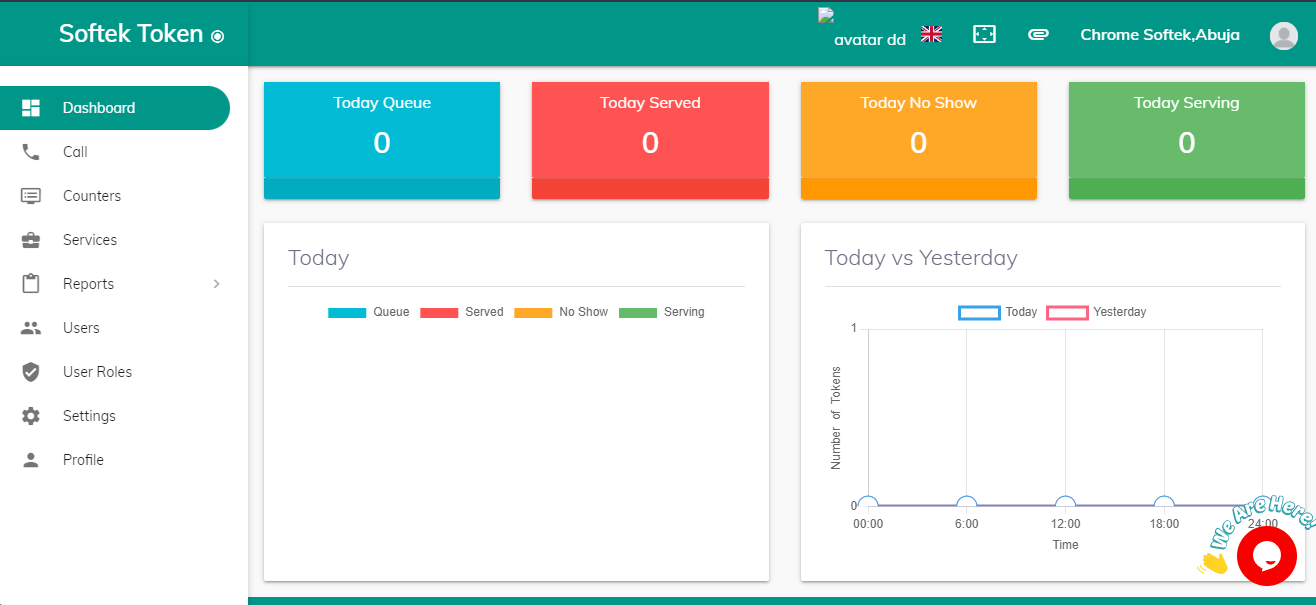 Softek Token
avatar dd
Chrome Softek,Abuja
Dashboard
Call
Counters
Services
Reports
Users
User Roles
Settings
Profile
Today Queue
0
Today Served
0
Today No Show
0
Today Serving
0
Today
Queue Served No Show Serving
Today vs Yesterday
Today Yesterday
1
Number of Tokens
0
00:00 6:00 12:00 18:00 24:00
Time
We Are Here!